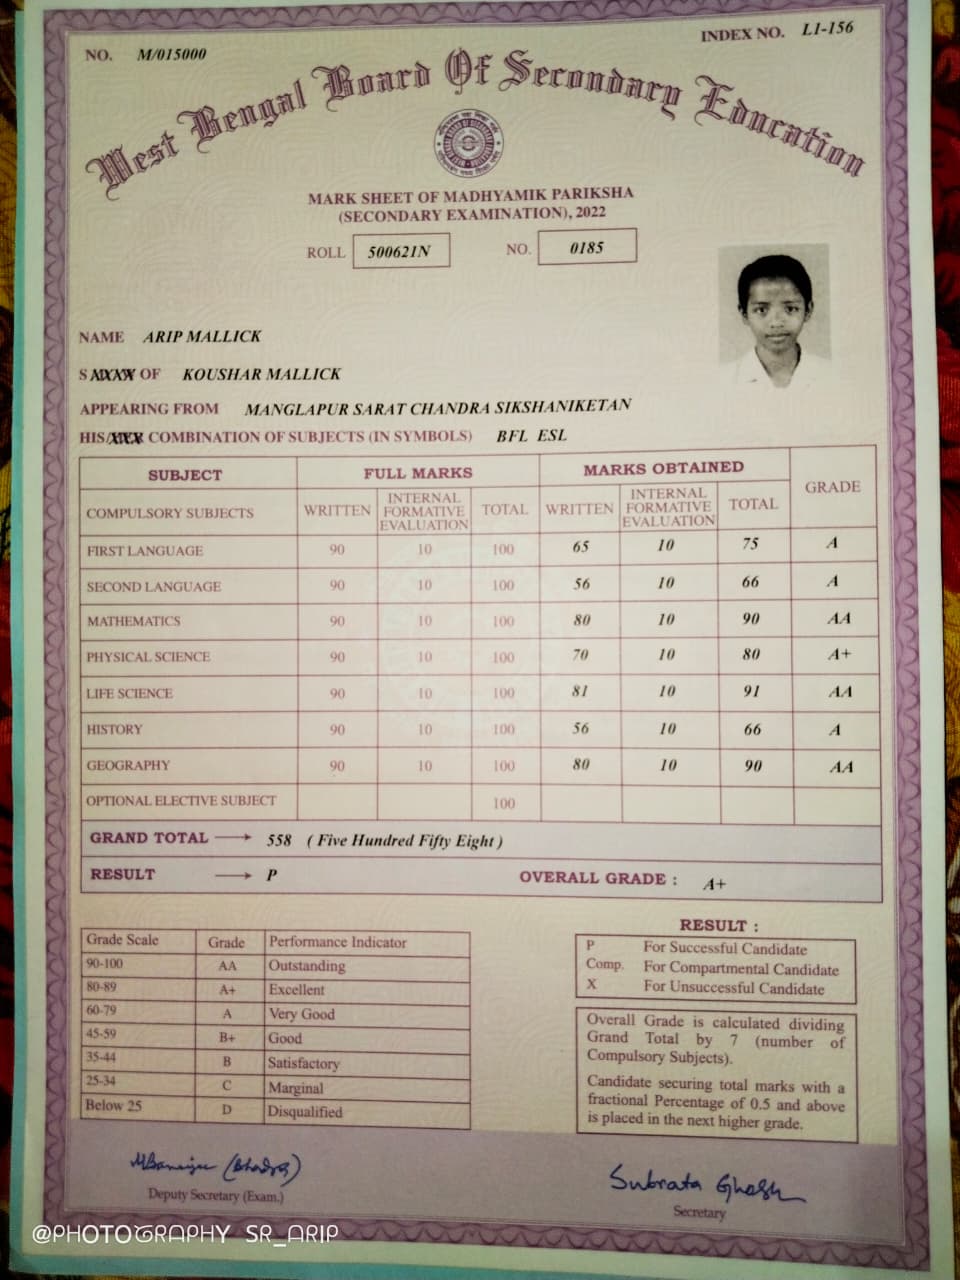 NO. M/015000
INDEX NO. L1-156
West Bengal Board Of Secondary Education
MARK SHEET OF MADHYAMIK PARIKSHA
(SECONDARY EXAMINATION), 2022
ROLL 500621N NO. 0185
NAME ARIP MALLICK
S OF KOUSHAR MALLICK
APPEARING FROM MANGLAPUR SARAT CHANDRA SIKSHANIKETAN
HIS/XXX COMBINATION OF SUBJECTS (IN SYMBOLS) BFL ESL
SUBJECT FULL MARKS MARKS OBTAINED GRADE
COMPULSORY SUBJECTS WRITTEN INTERNAL FORMATIVE EVALUATION TOTAL WRITTEN INTERNAL FORMATIVE EVALUATION TOTAL
FIRST LANGUAGE 90 10 100 65 10 75 A
SECOND LANGUAGE 90 10 100 56 10 66 A
MATHEMATICS 90 10 100 80 10 90 AA
PHYSICAL SCIENCE 90 10 100 70 10 80 A+
LIFE SCIENCE 90 10 100 81 10 91 AA
HISTORY 90 10 100 56 10 66 A
GEOGRAPHY 90 10 100 80 10 90 AA
OPTIONAL ELECTIVE SUBJECT 100
GRAND TOTAL → 558 ( Five Hundred Fifty Eight )
RESULT → P OVERALL GRADE : A+
Grade Scale Grade Performance Indicator
90-100 AA Outstanding
80-89 A+ Excellent
60-79 A Very Good
45-59 B+ Good
35-44 B Satisfactory
25-34 C Marginal
Below 25 D Disqualified
RESULT :
P For Successful Candidate
Comp. For Compartmental Candidate
X For Unsuccessful Candidate
Overall Grade is calculated dividing
Grand Total by 7 (number of
Compulsory Subjects).
Candidate securing total marks with a
fractional Percentage of 0.5 and above
is placed in the next higher grade.
MBanerjee (Bhadra)
Deputy Secretary (Exam.)
Subrata Ghosh
Secretary
@PHOTOGRAPHY SR_ARIP